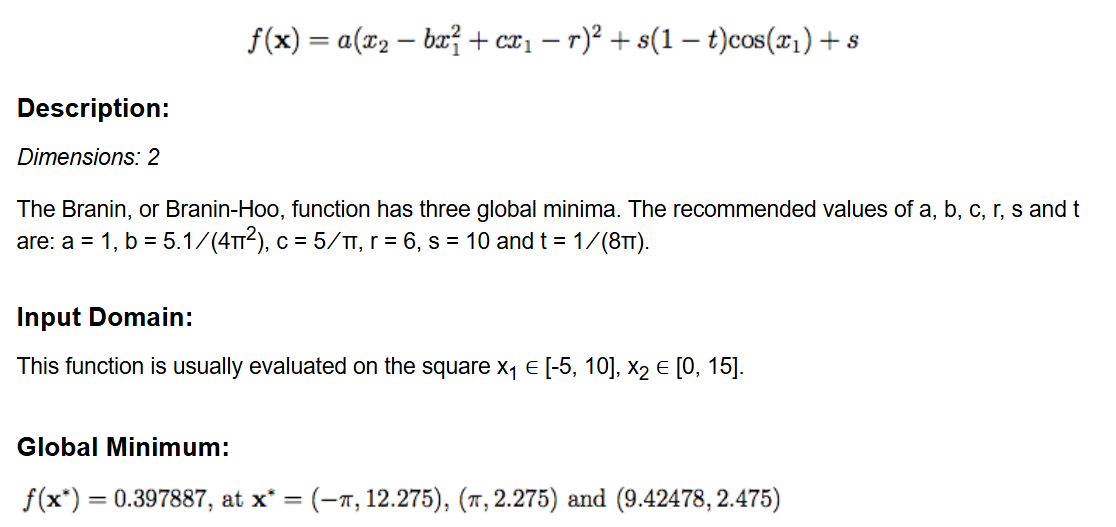 f(x) = a(x₂ − bx₁² + cx₁ − r)² + s(1 − t)cos(x₁) + s
Description:
Dimensions: 2
The Branin, or Branin-Hoo, function has three global minima. The recommended values of a, b, c, r, s and t
are: a = 1, b = 5.1/(4π²), c = 5/π, r = 6, s = 10 and t = 1/(8π).
Input Domain:
This function is usually evaluated on the square x₁ ∈ [-5, 10], x₂ ∈ [0, 15].
Global Minimum:
f(x*) = 0.397887, at x* = (−π, 12.275), (π, 2.275) and (9.42478, 2.475)